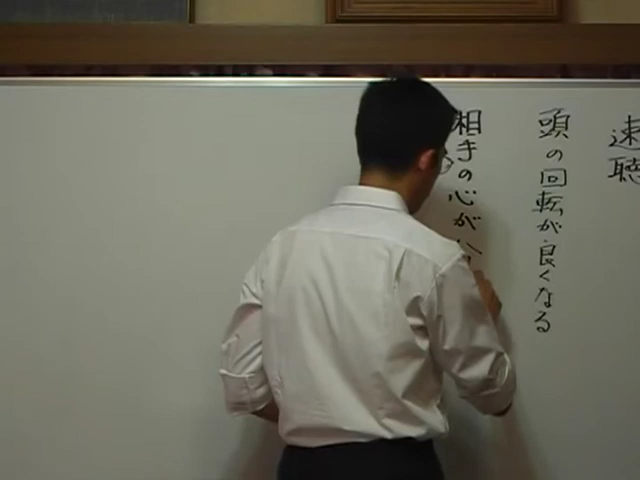 速聴
頭の回転が良くなる
相手の心が